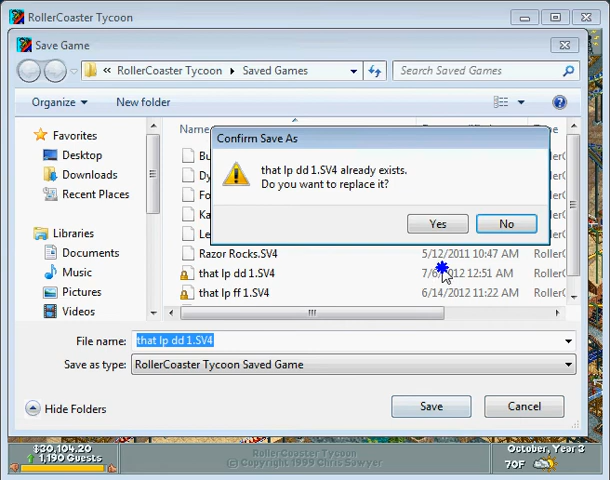 RollerCoaster Tycoon
Save Game
« RollerCoaster Tycoon Saved Games
Search Saved Games
Organize New folder
Favorites
Desktop
Downloads
Recent Places
Libraries
Documents
Music
Pictures
Videos
Confirm Save As
that lp dd 1.SV4 already exists.
Do you want to replace it?
Yes No
Razor Rocks.SV4 5/12/2011 10:47 AM
that lp dd 1.SV4 12:51 AM
that lp ff 1.SV4 6/14/2012 11:22 AM
File name: that lp dd 1.SV4
Save as type: RollerCoaster Tycoon Saved Game
Hide Folders Save Cancel
$30,104.20
1,190 Guests
RollerCoaster Tycoon
(c) Copyright 1999 Chris Sawyer
October, Year 3
70F